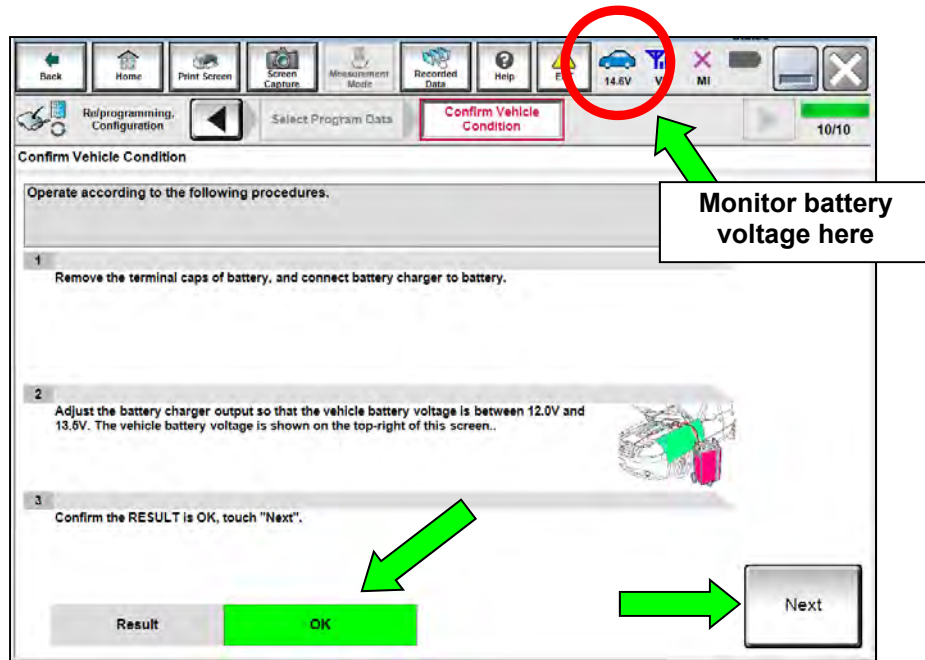 Back
Home
Print Screen
Screen
Capture
Measurement
Mode
Recorded
Data
Help
14.6V
MI
Re/programming,
Configuration
Select Program Data
Confirm Vehicle
Condition
10/10
Confirm Vehicle Condition
Operate according to the following procedures.
Monitor battery
voltage here
1
Remove the terminal caps of battery, and connect battery charger to battery.
2
Adjust the battery charger output so that the vehicle battery voltage is between 12.0V and
13.5V. The vehicle battery voltage is shown on the top-right of this screen..
3
Confirm the RESULT is OK, touch "Next".
Result
OK
Next